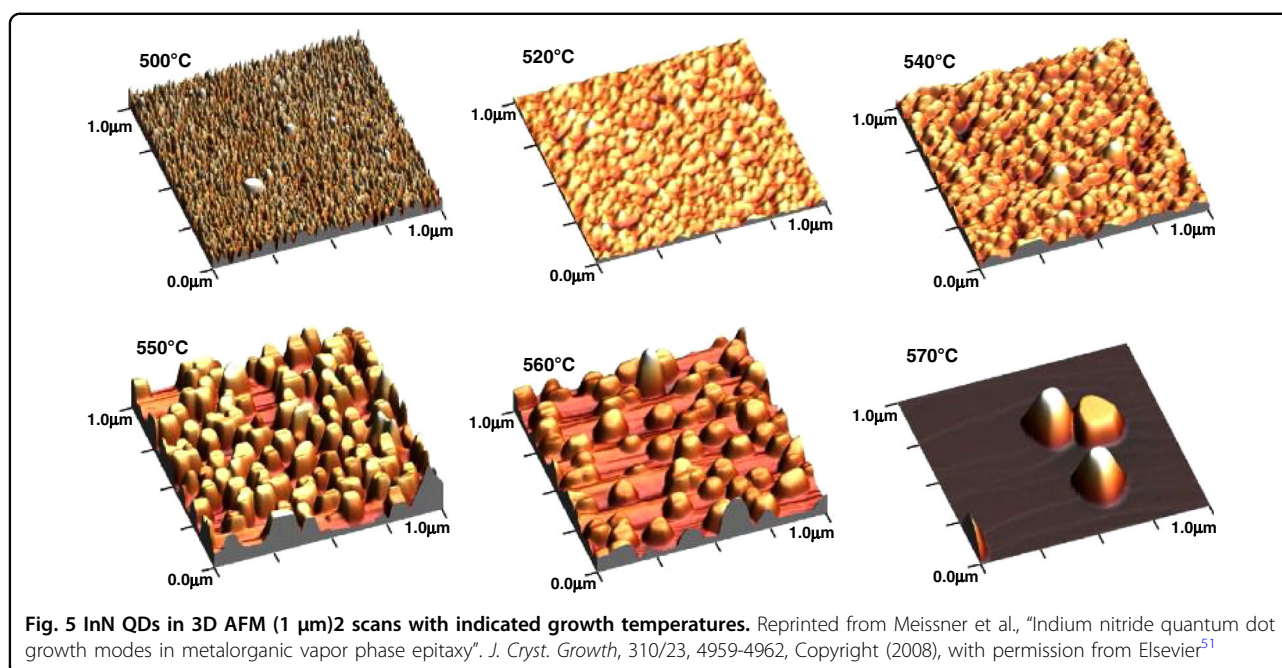 500°C
1.0µm
1.0µm
0.0µm
520°C
1.0µm
1.0µm
0.0µm
540°C
1.0µm
1.0µm
0.0µm
550°C
1.0µm
1.0µm
0.0µm
560°C
1.0µm
1.0µm
0.0µm
570°C
1.0µm
1.0µm
0.0µm
Fig. 5 InN QDs in 3D AFM (1 µm)2 scans with indicated growth temperatures. Reprinted from Meissner et al., “Indium nitride quantum dot
growth modes in metalorganic vapor phase epitaxy”. J. Cryst. Growth, 310/23, 4959-4962, Copyright (2008), with permission from Elsevier51